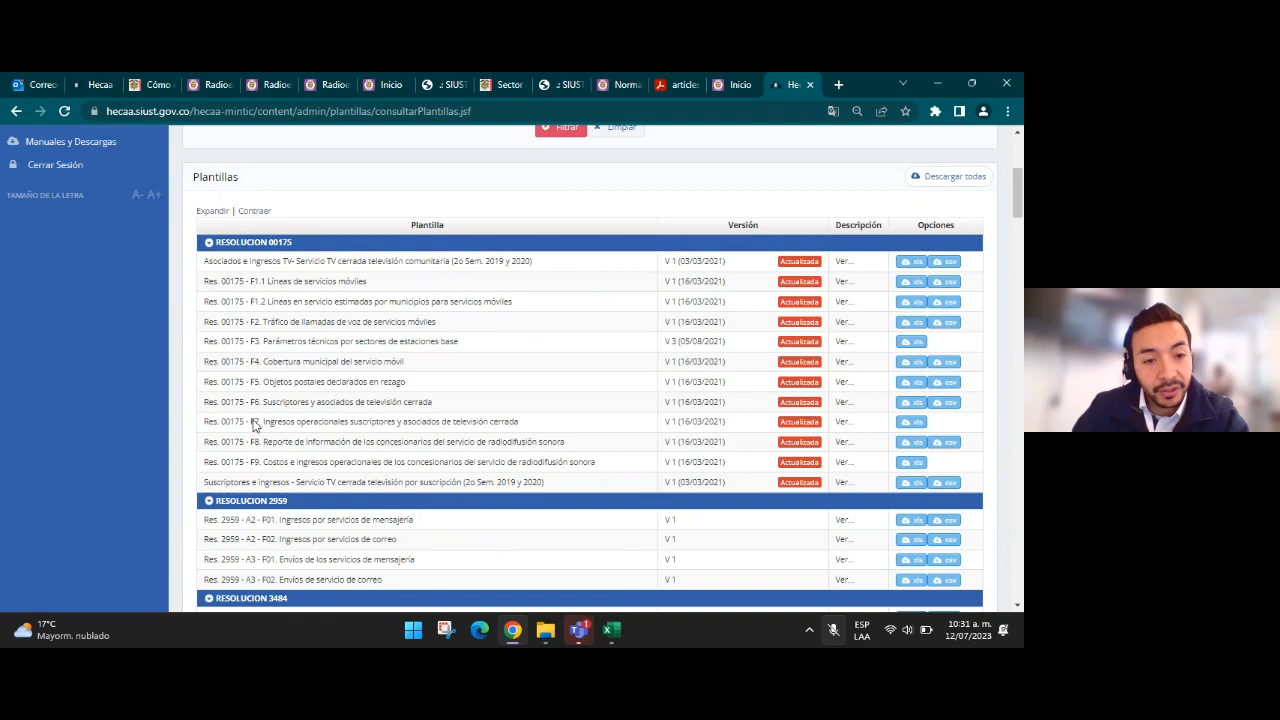 Correo
Hecaa
Cómo
Radioe
Radioe
Radioe
Inicio
.: SIUST
Sector
.: SIUST
Norma
articles
Inicio
He
hecaa.siust.gov.co/hecaa-mintic/content/admin/plantillas/consultarPlantillas.jsf
Manuales y Descargas
Cerrar Sesión
TAMAÑO DE LA LETRA A- A+
Filtrar Limpiar
Plantillas
Descargar todas
Expandir | Contraer
Plantilla Versión Descripción Opciones
RESOLUCION 00175
Asociados e Ingresos TV- Servicio TV cerrada televisión comunitaria (2o Sem. 2019 y 2020) V 1 (03/03/2021) Actualizada Ver... xls csv
Res. 00175 - F1.1 Líneas de servicios móviles V 1 (16/03/2021) Actualizada Ver... xls csv
Res. 00175 - F1.2 Líneas en servicio estimadas por municipios para servicios móviles V 1 (16/03/2021) Actualizada Ver... xls csv
Res. 00175 - F2. Tráfico de llamadas de voz de servicios móviles V 1 (16/03/2021) Actualizada Ver... xls csv
Res. 00175 - F3. Parámetros técnicos por sectores de estaciones base V 3 (05/08/2021) Actualizada Ver... xls
Res. 00175 - F4. Cobertura municipal del servicio móvil V 1 (16/03/2021) Actualizada Ver... xls csv
Res. 00175 - F5. Objetos postales declarados en rezago V 1 (16/03/2021) Actualizada Ver... xls csv
Res. 00175 - F6. Suscriptores y asociados de televisión cerrada V 1 (16/03/2021) Actualizada Ver... xls csv
Res. 00175 - F7. Ingresos operacionales suscriptores y asociados de televisión cerrada V 1 (16/03/2021) Actualizada Ver... xls
Res. 00175 - F8. Reporte de información de los concesionarios del servicio de radiodifusión sonora V 1 (16/03/2021) Actualizada Ver... xls csv
Res. 00175 - F9. Costos e ingresos operacionales de los concesionarios del servicio de radiodifusión sonora V 1 (16/03/2021) Actualizada Ver... xls
Suscriptores e Ingresos - Servicio TV cerrada televisión por suscripción (2o Sem. 2019 y 2020) V 1 (03/03/2021) Actualizada Ver... xls csv
RESOLUCION 2959
Res. 2959 - A2 - F01. Ingresos por servicios de mensajería V 1 Ver... xls csv
Res. 2959 - A2 - F02. Ingresos por servicios de correo V 1 Ver... xls csv
Res. 2959 - A3 - F01. Envíos de los servicios de mensajería V 1 Ver... xls csv
Res. 2959 - A3 - F02. Envíos de servicio de correo V 1 Ver... xls csv
RESOLUCION 3484
17°C
Mayorm. nublado
1
ESP
LAA
10:31 a. m.
12/07/2023